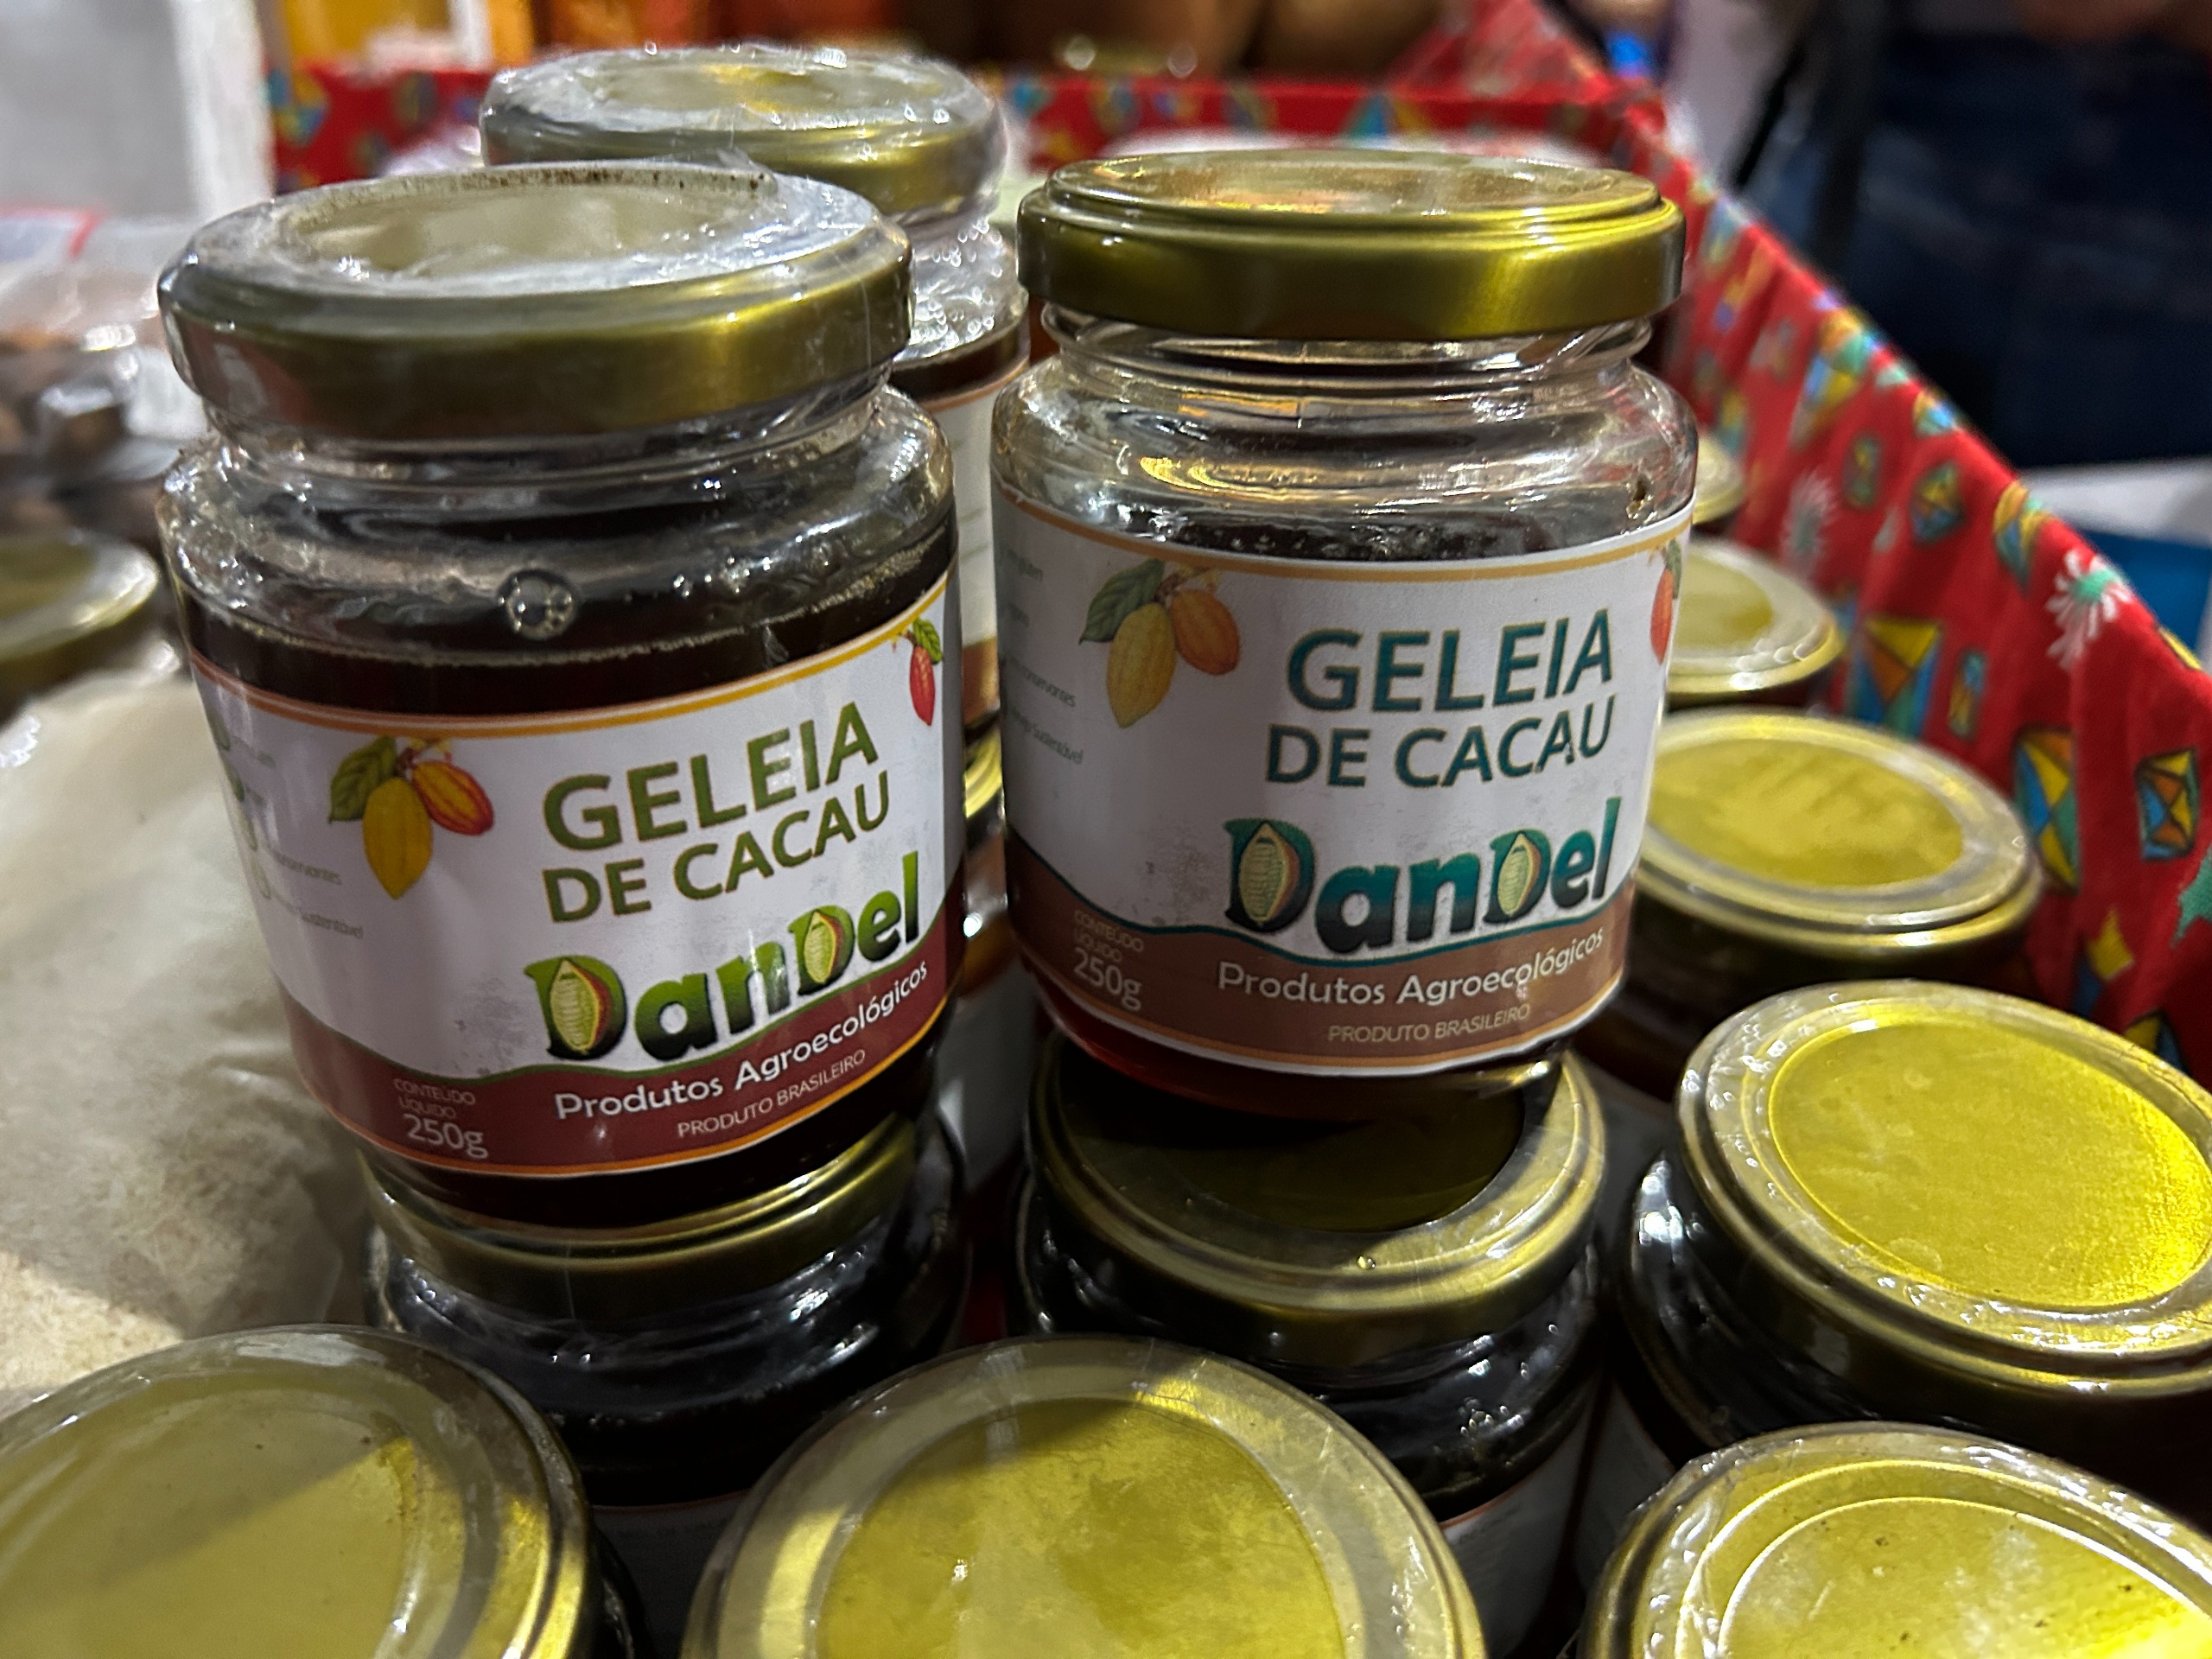 GELEIA
DE CACAU
DanDel
Produtos Agroecológicos
PRODUTO BRASILEIRO
CONTEÚDO
LÍQUIDO
250g
GELEIA
DE CACAU
DanDel
Produtos Agroecológicos
PRODUTO BRASILEIRO
CONTEÚDO
LÍQUIDO
250g